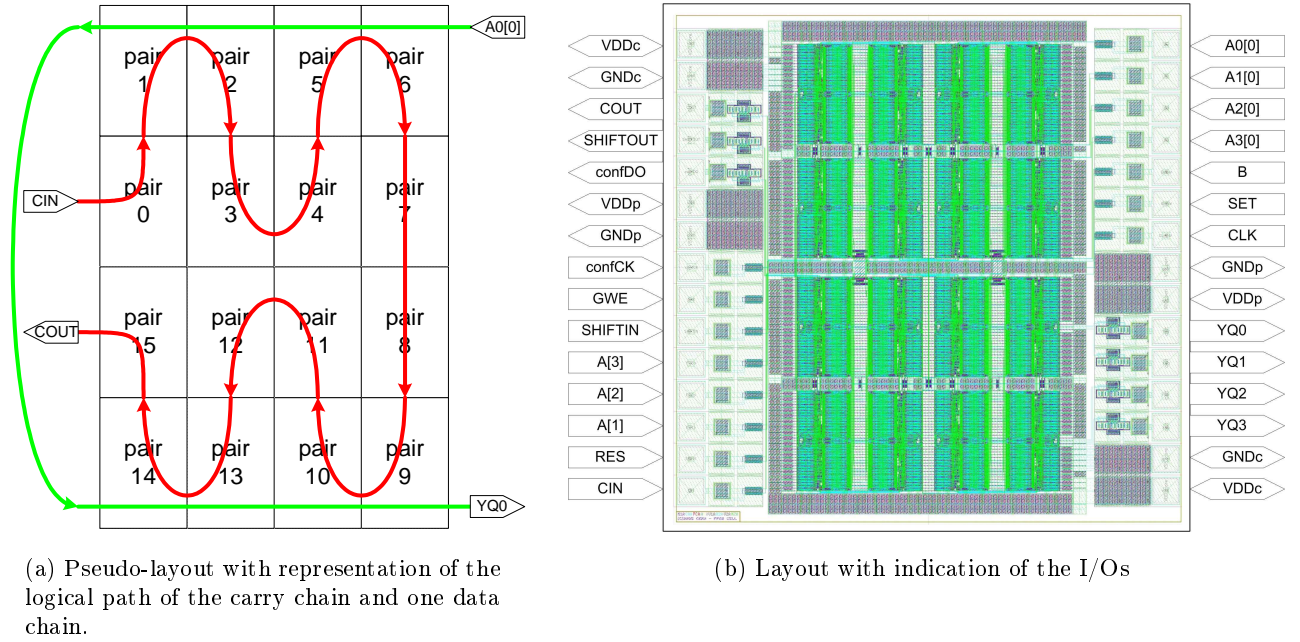 A0[0]
pair
1
pair
2
pair
5
pair
6
CIN
pair
0
pair
3
pair
4
pair
7
COUT
pair
15
pair
12
pair
11
pair
8
pair
14
pair
13
pair
10
pair
9
YQ0
(a) Pseudo-layout with representation of the
logical path of the carry chain and one data
chain.
VDDc
GNDc
COUT
SHIFTOUT
confDO
VDDp
GNDp
confCK
GWE
SHIFTIN
A[3]
A[2]
A[1]
RES
CIN
A0[0]
A1[0]
A2[0]
A3[0]
B
SET
CLK
GNDp
VDDp
YQ0
YQ1
YQ2
YQ3
GNDc
VDDc
(b) Layout with indication of the I/Os